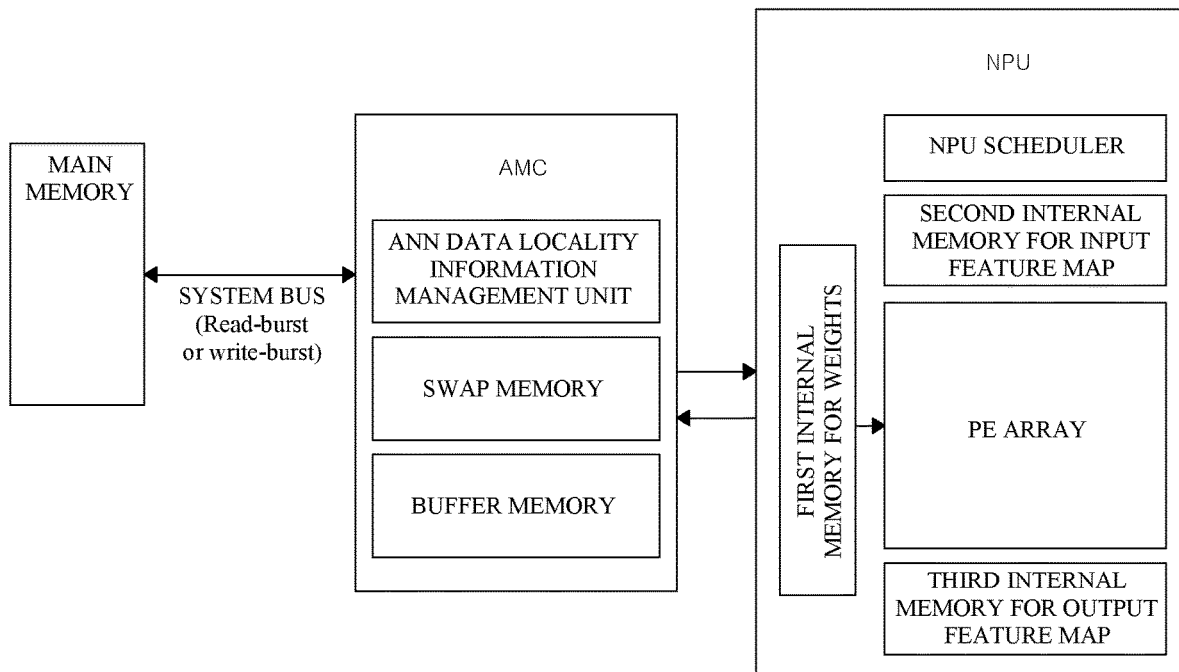 MAIN
MEMORY
SYSTEM BUS
(Read-burst
or write-burst)
AMC
ANN DATA LOCALITY
INFORMATION
MANAGEMENT UNIT
SWAP MEMORY
BUFFER MEMORY
NPU
FIRST INTERNAL
MEMORY FOR WEIGHTS
NPU SCHEDULER
SECOND INTERNAL
MEMORY FOR INPUT
FEATURE MAP
PE ARRAY
THIRD INTERNAL
MEMORY FOR OUTPUT
FEATURE MAP